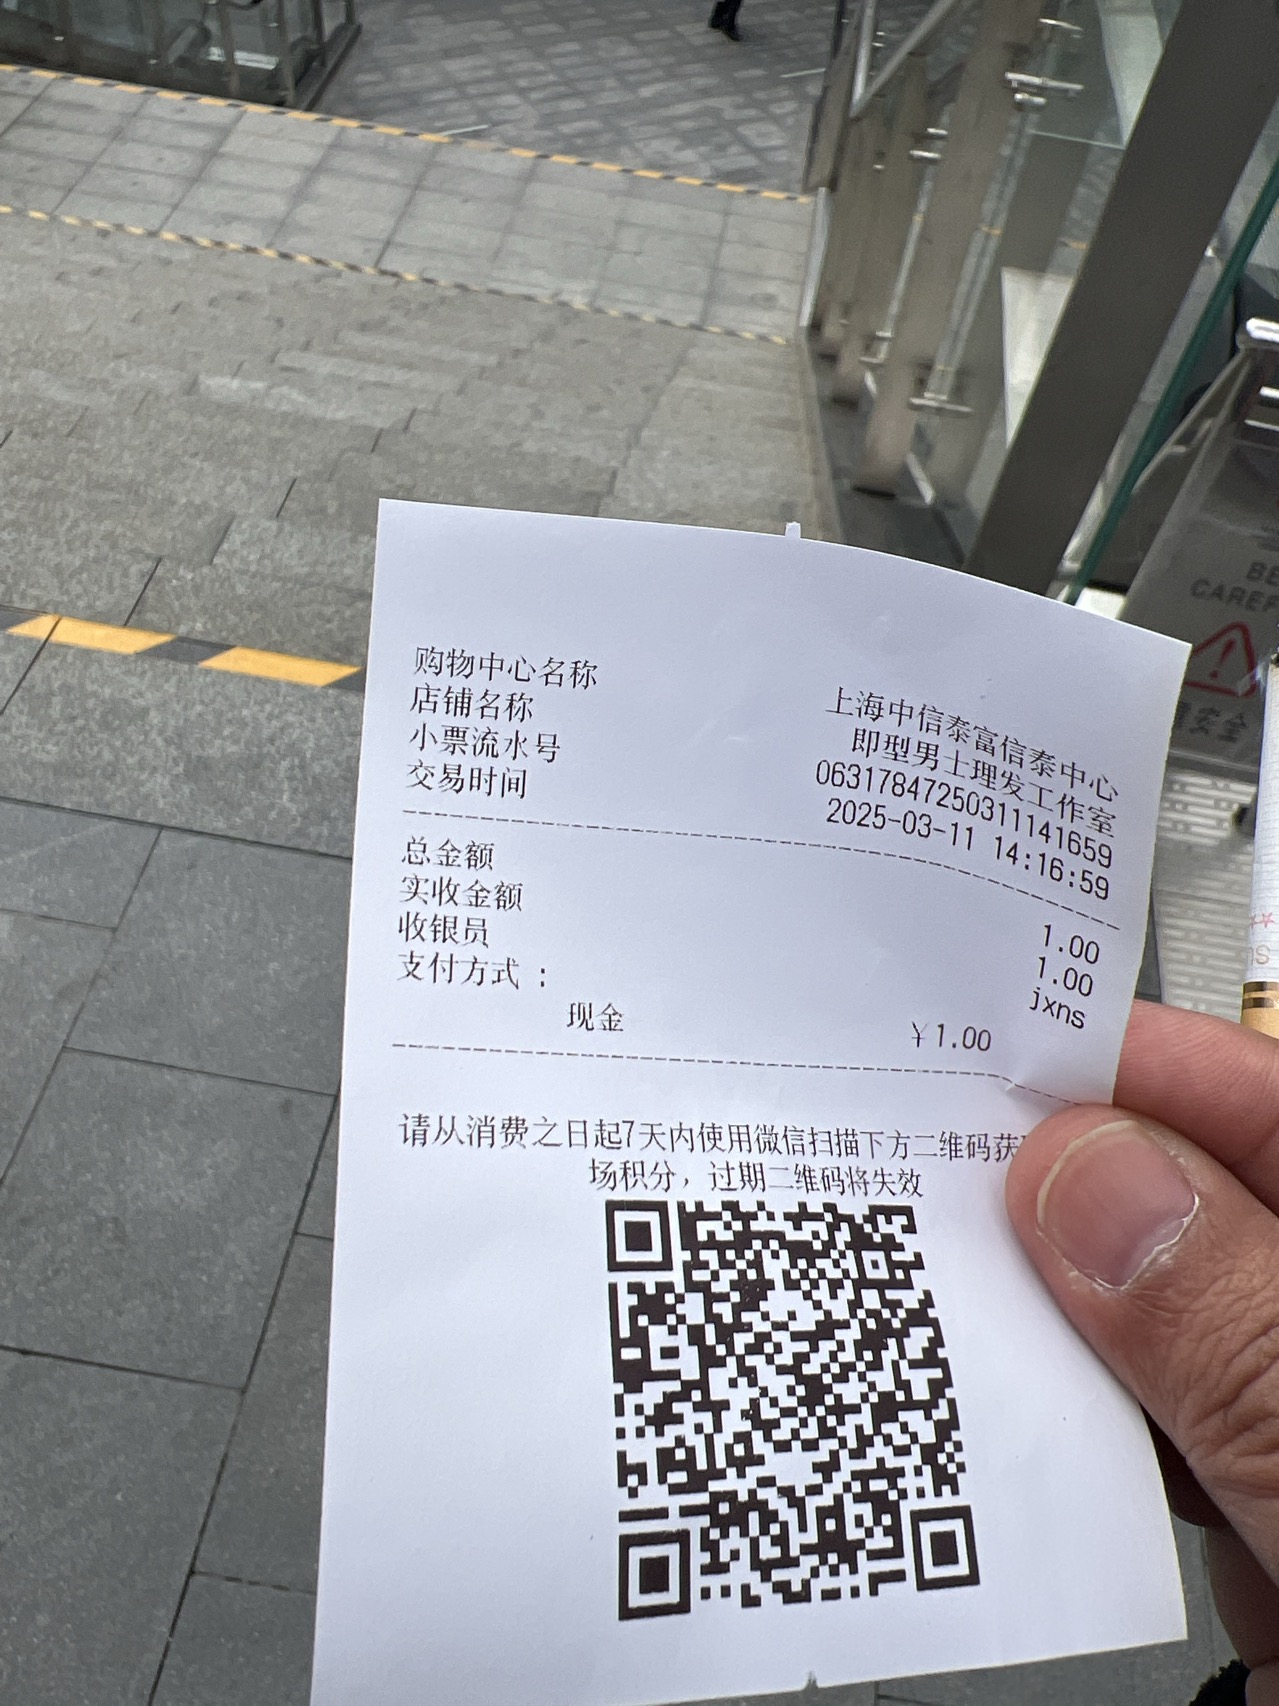 购物中心名称 上海中信泰富信泰中心
店铺名称 即型男士理发工作室
小票流水号 06317847250311141659
交易时间 2025-03-11 14:16:59
总金额 1.00
实收金额 1.00
收银员 jxns
支付方式 :
现金 ¥1.00
请从消费之日起7天内使用微信扫描下方二维码获
场积分，过期二维码将失效
CAREF
安全